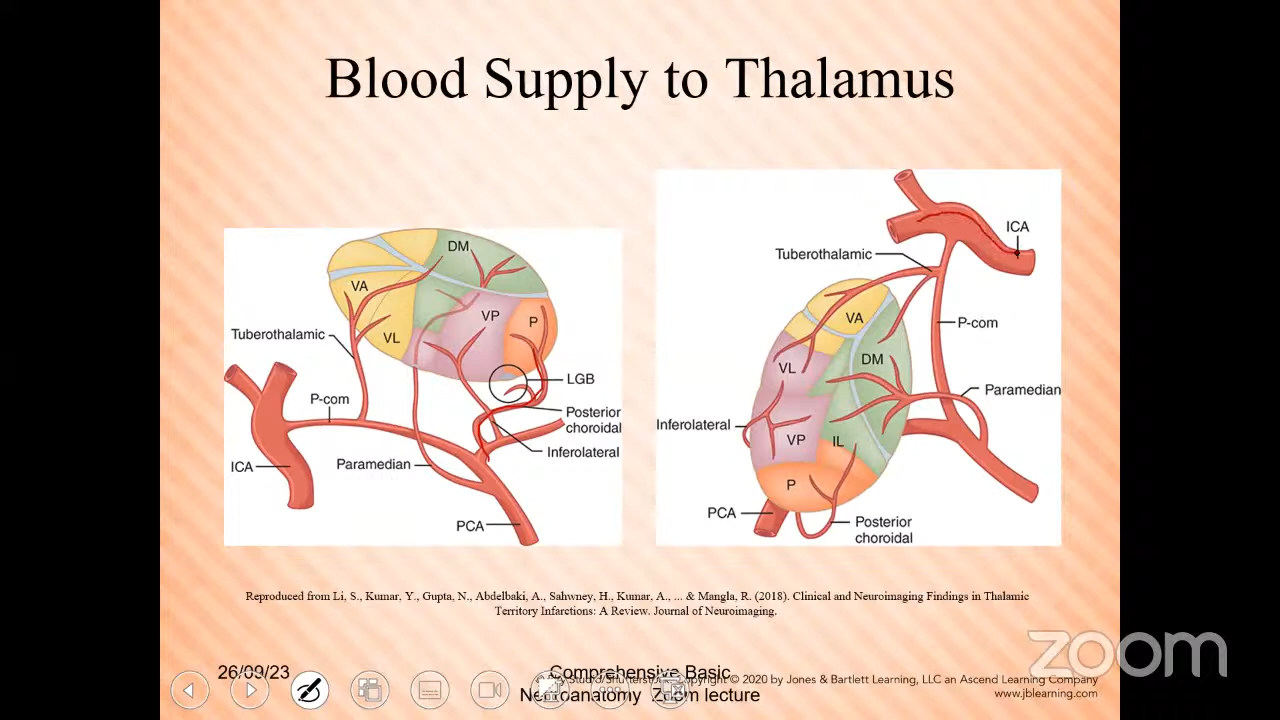 Blood Supply to Thalamus
DM
VA
VP
P
VL
Tuberothalamic
LGB
P-com
Posterior
choroidal
Inferolateral
ICA
Paramedian
PCA
ICA
Tuberothalamic
VA
P-com
VL
DM
Paramedian
Inferolateral
VP
IL
P
PCA
Posterior
choroidal
Reproduced from Li, S., Kumar, Y., Gupta, N., Abdelbaki, A., Sahwney, H., Kumar, A., ... & Mangla, R. (2018). Clinical and Neuroimaging Findings in Thalamic
Territory Infarctions: A Review. Journal of Neuroimaging.
zoom
26/09/23
Comprehensive Basic
Neuroanatomy Zoom lecture
Copyright © 2020 by Jones & Bartlett Learning, LLC an Ascend Learning Company
www.jblearning.com